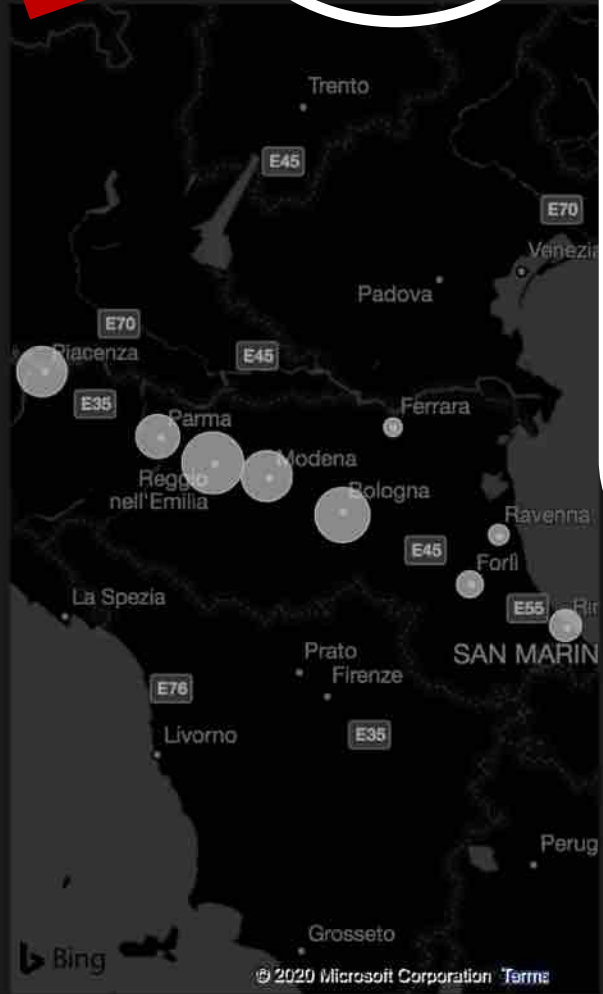 Trento
E45
E70
Venezia
Padova
E70
E45
Piacenza
E35
Parma
Ferrara
Modena
Reggio
nell'Emilia
Bologna
Ravenna
E45
Forlì
La Spezia
E55
Rir
SAN MARIN
Prato
Firenze
E76
Livorno
E35
Perug
Grosseto
Bing
© 2020 Microsoft Corporation Terms